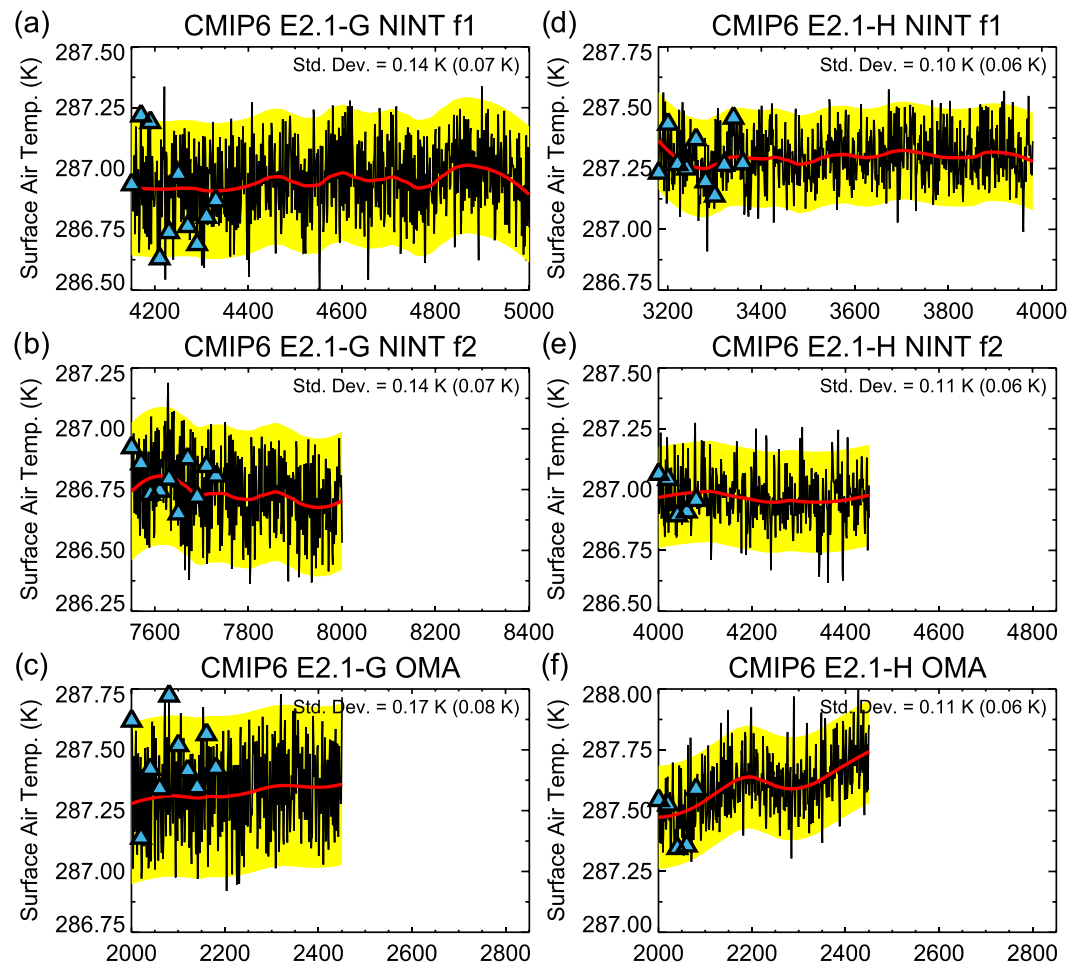 (a) CMIP6 E2.1-G NINT f1
Std. Dev. = 0.14 K (0.07 K)
Surface Air Temp. (K)
287.50
287.25
287.00
286.75
286.50
4200 4400 4600 4800 5000
(d) CMIP6 E2.1-H NINT f1
Std. Dev. = 0.10 K (0.06 K)
Surface Air Temp. (K)
287.75
287.50
287.25
287.00
286.75
3200 3400 3600 3800 4000
(b) CMIP6 E2.1-G NINT f2
Std. Dev. = 0.14 K (0.07 K)
Surface Air Temp. (K)
287.25
287.00
286.75
286.50
286.25
7600 7800 8000 8200 8400
(e) CMIP6 E2.1-H NINT f2
Std. Dev. = 0.11 K (0.06 K)
Surface Air Temp. (K)
287.50
287.25
287.00
286.75
286.50
4000 4200 4400 4600 4800
(c) CMIP6 E2.1-G OMA
Std. Dev. = 0.17 K (0.08 K)
Surface Air Temp. (K)
287.75
287.50
287.25
287.00
286.75
2000 2200 2400 2600 2800
(f) CMIP6 E2.1-H OMA
Std. Dev. = 0.11 K (0.06 K)
Surface Air Temp. (K)
288.00
287.75
287.50
287.25
287.00
2000 2200 2400 2600 2800